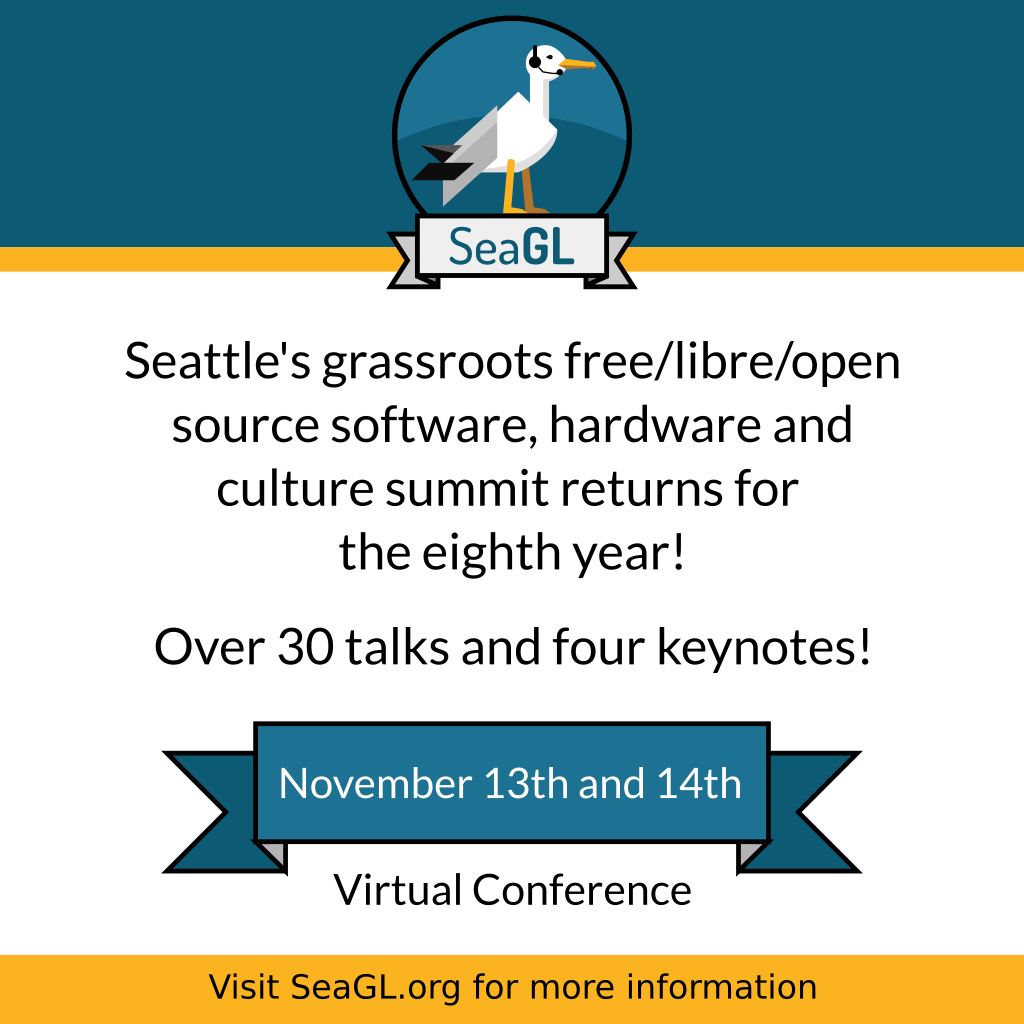 SeaGL
Seattle's grassroots free/libre/open
source software, hardware and
culture summit returns for
the eighth year!
Over 30 talks and four keynotes!
November 13th and 14th
Virtual Conference
Visit SeaGL.org for more information